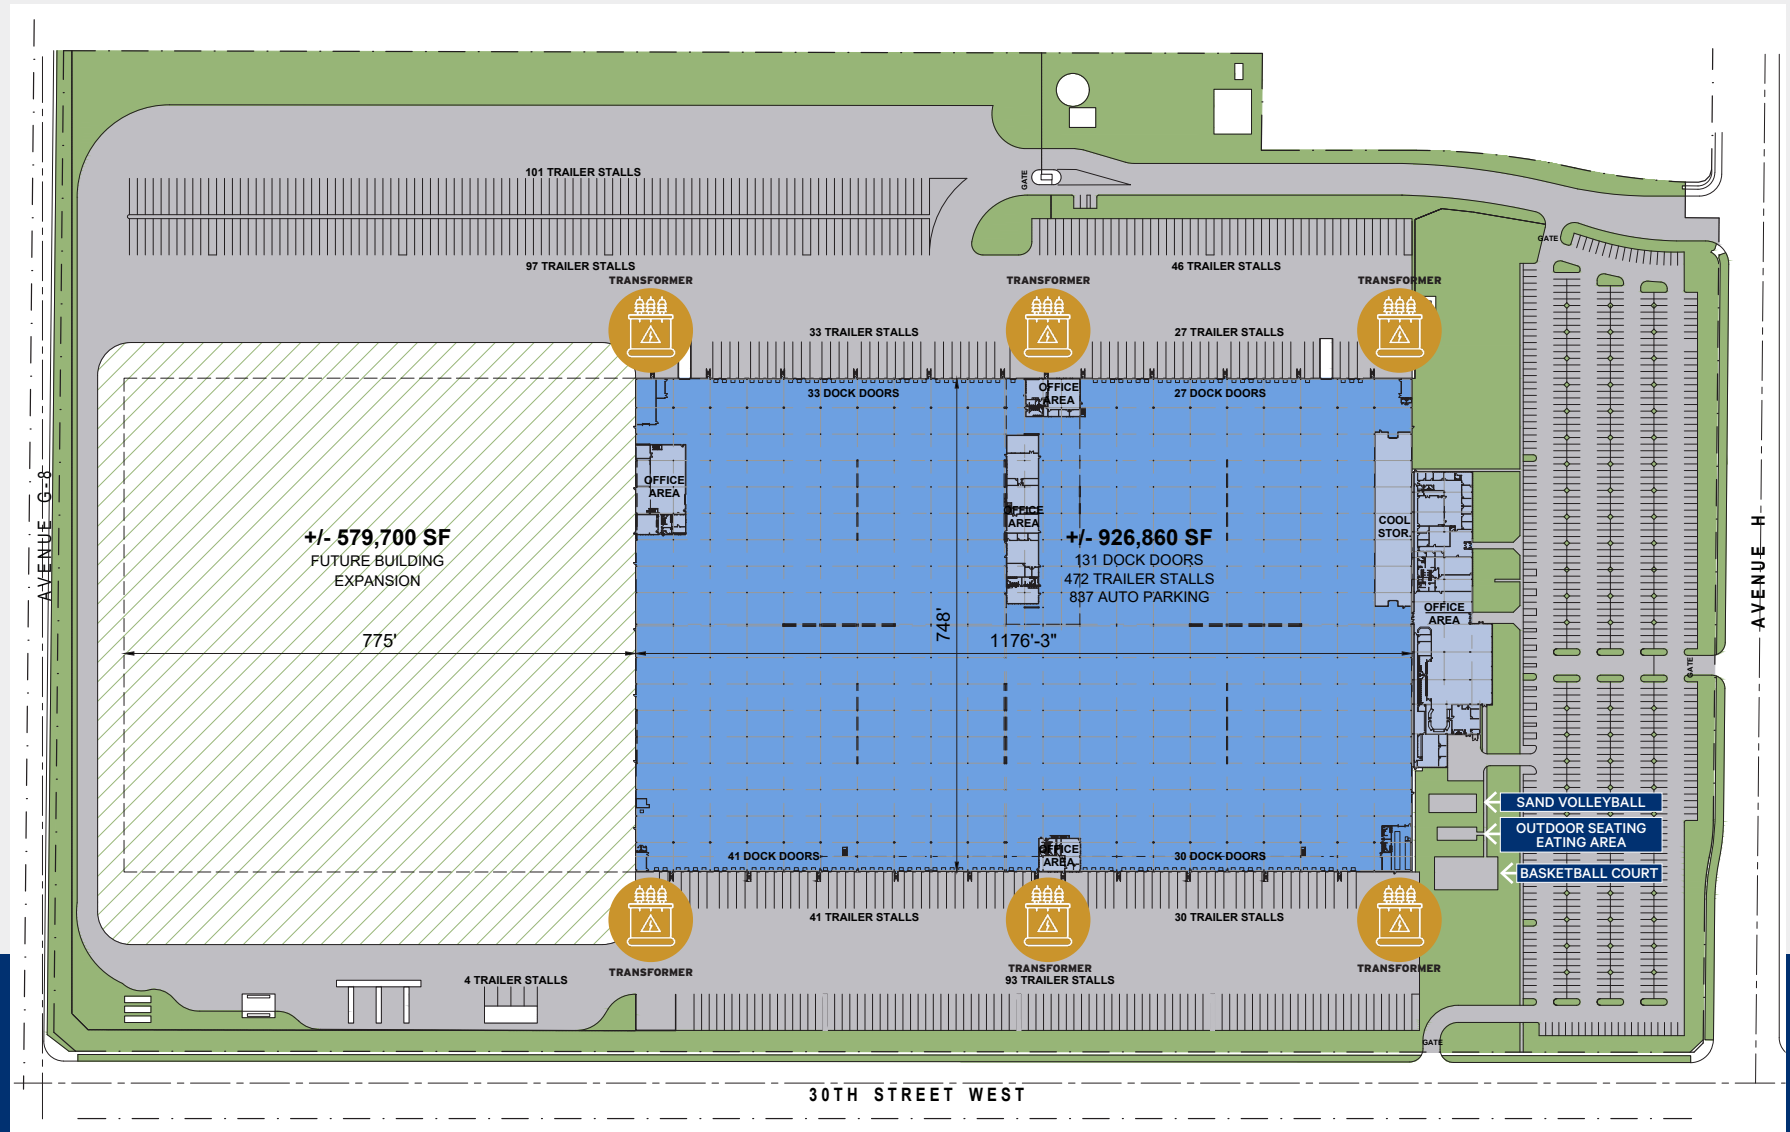 101 TRAILER STALLS
GATE
97 TRAILER STALLS
46 TRAILER STALLS
GATE
TRANSFORMER
TRANSFORMER
TRANSFORMER
33 TRAILER STALLS
27 TRAILER STALLS
33 DOCK DOORS
OFFICE
AREA
27 DOCK DOORS
OFFICE
AREA
OFFICE
AREA
COOL
STOR.
AVENUE G-8
+/- 579,700 SF
FUTURE BUILDING
EXPANSION
+/- 926,860 SF
131 DOCK DOORS
472 TRAILER STALLS
837 AUTO PARKING
AVENUE H
OFFICE
AREA
775'
748'
1176'-3"
GATE
SAND VOLLEYBALL
OUTDOOR SEATING
EATING AREA
BASKETBALL COURT
41 DOCK DOORS
OFFICE
AREA
30 DOCK DOORS
41 TRAILER STALLS
30 TRAILER STALLS
TRANSFORMER
TRANSFORMER
TRANSFORMER
4 TRAILER STALLS
93 TRAILER STALLS
GATE
30TH STREET WEST